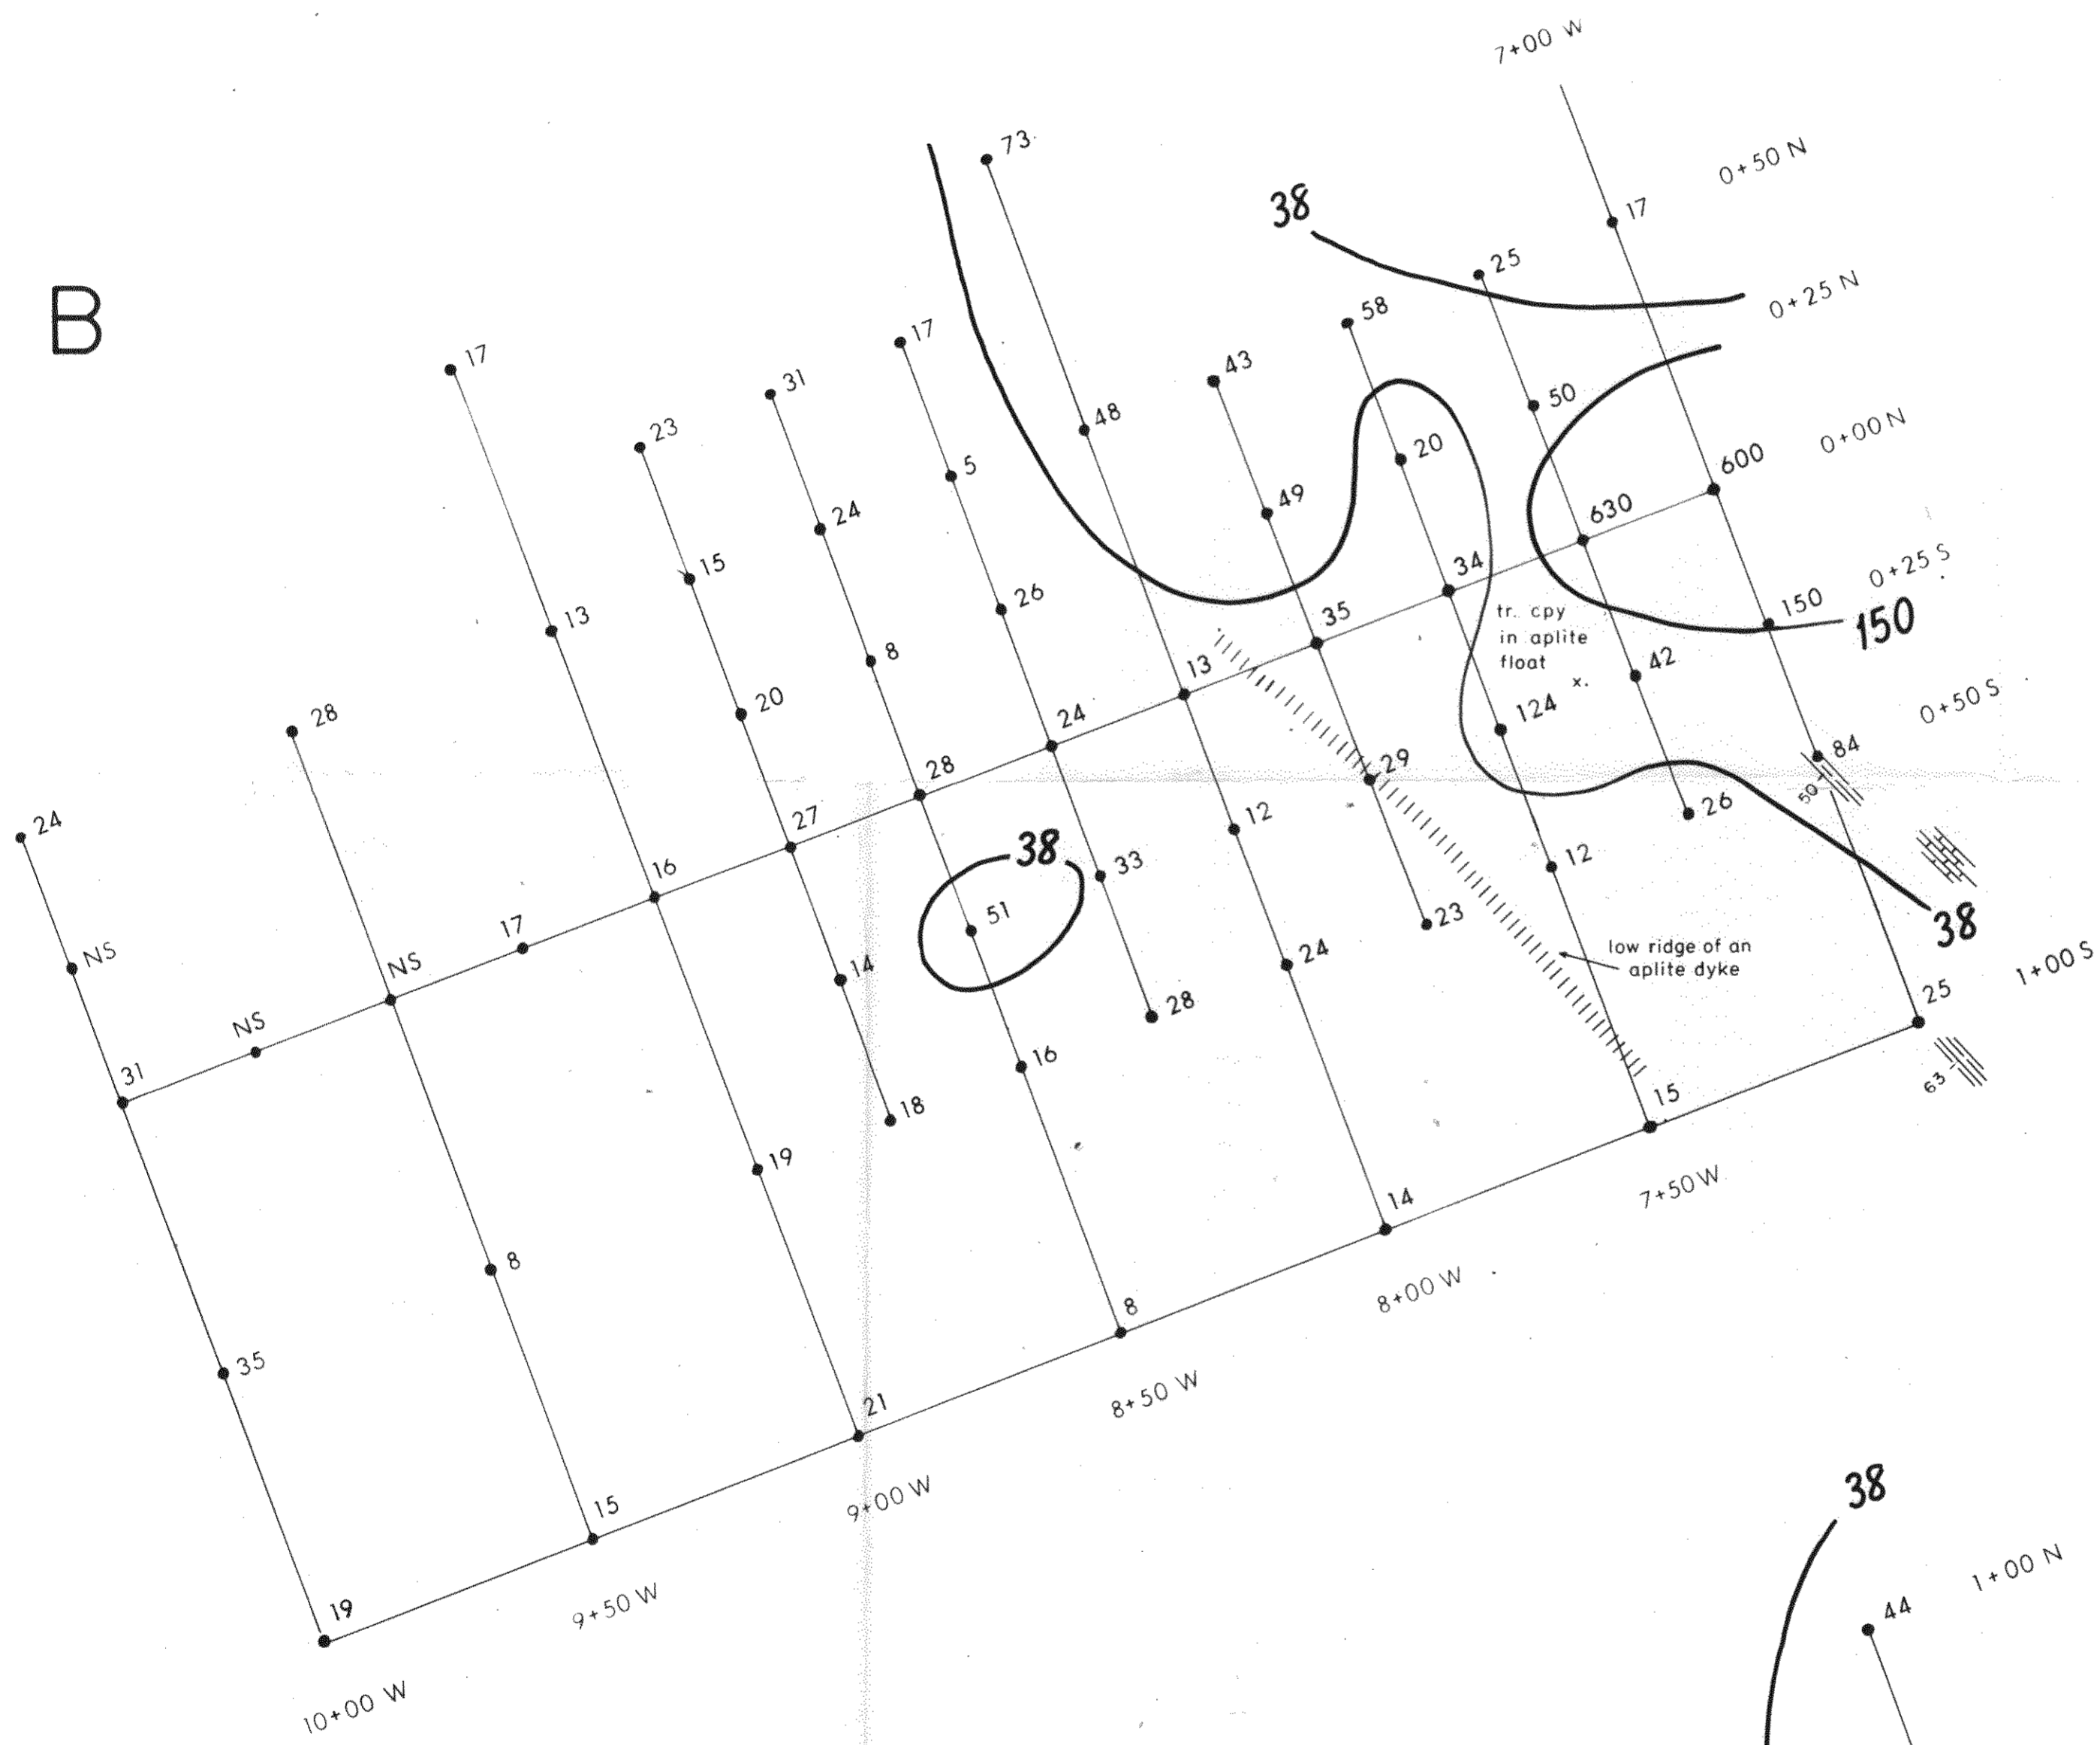 7+00 W
0+50 N
73
17
38
25
0+25 N
B
58
17
43
17
31
50
48
0+00 N
23
20
600
5
49
630
24
15
34
0+25 S
26
35
150
150
13
tr. cpy
in aplite
float
x.
8
13
42
0+50 S
28
20
24
124
84
29
28
50
26
24
27
12
38
33
12
16
51
23
38
NS
17
low ridge of an
aplite dyke
1+00 S
NS
14
24
25
28
NS
16
63
31
18
15
19
14
7+50 W
8
8
8+00 W
35
21
8+50 W
15
9+00 W
38
19
9+50 W
1+00 N
44
10+00 W